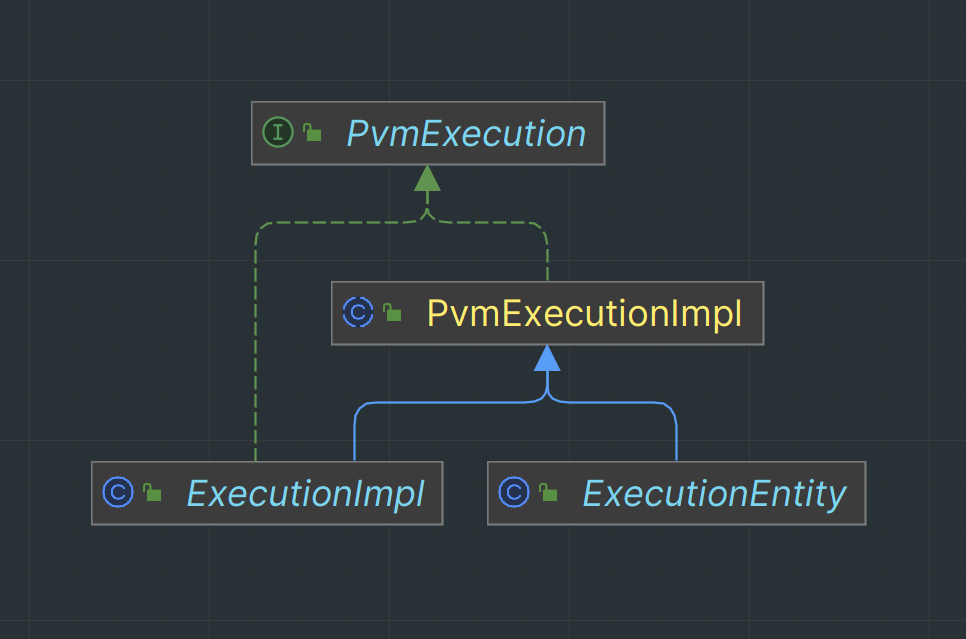 I PvmExecution
C PvmExecutionImpl
C ExecutionImpl
C ExecutionEntity